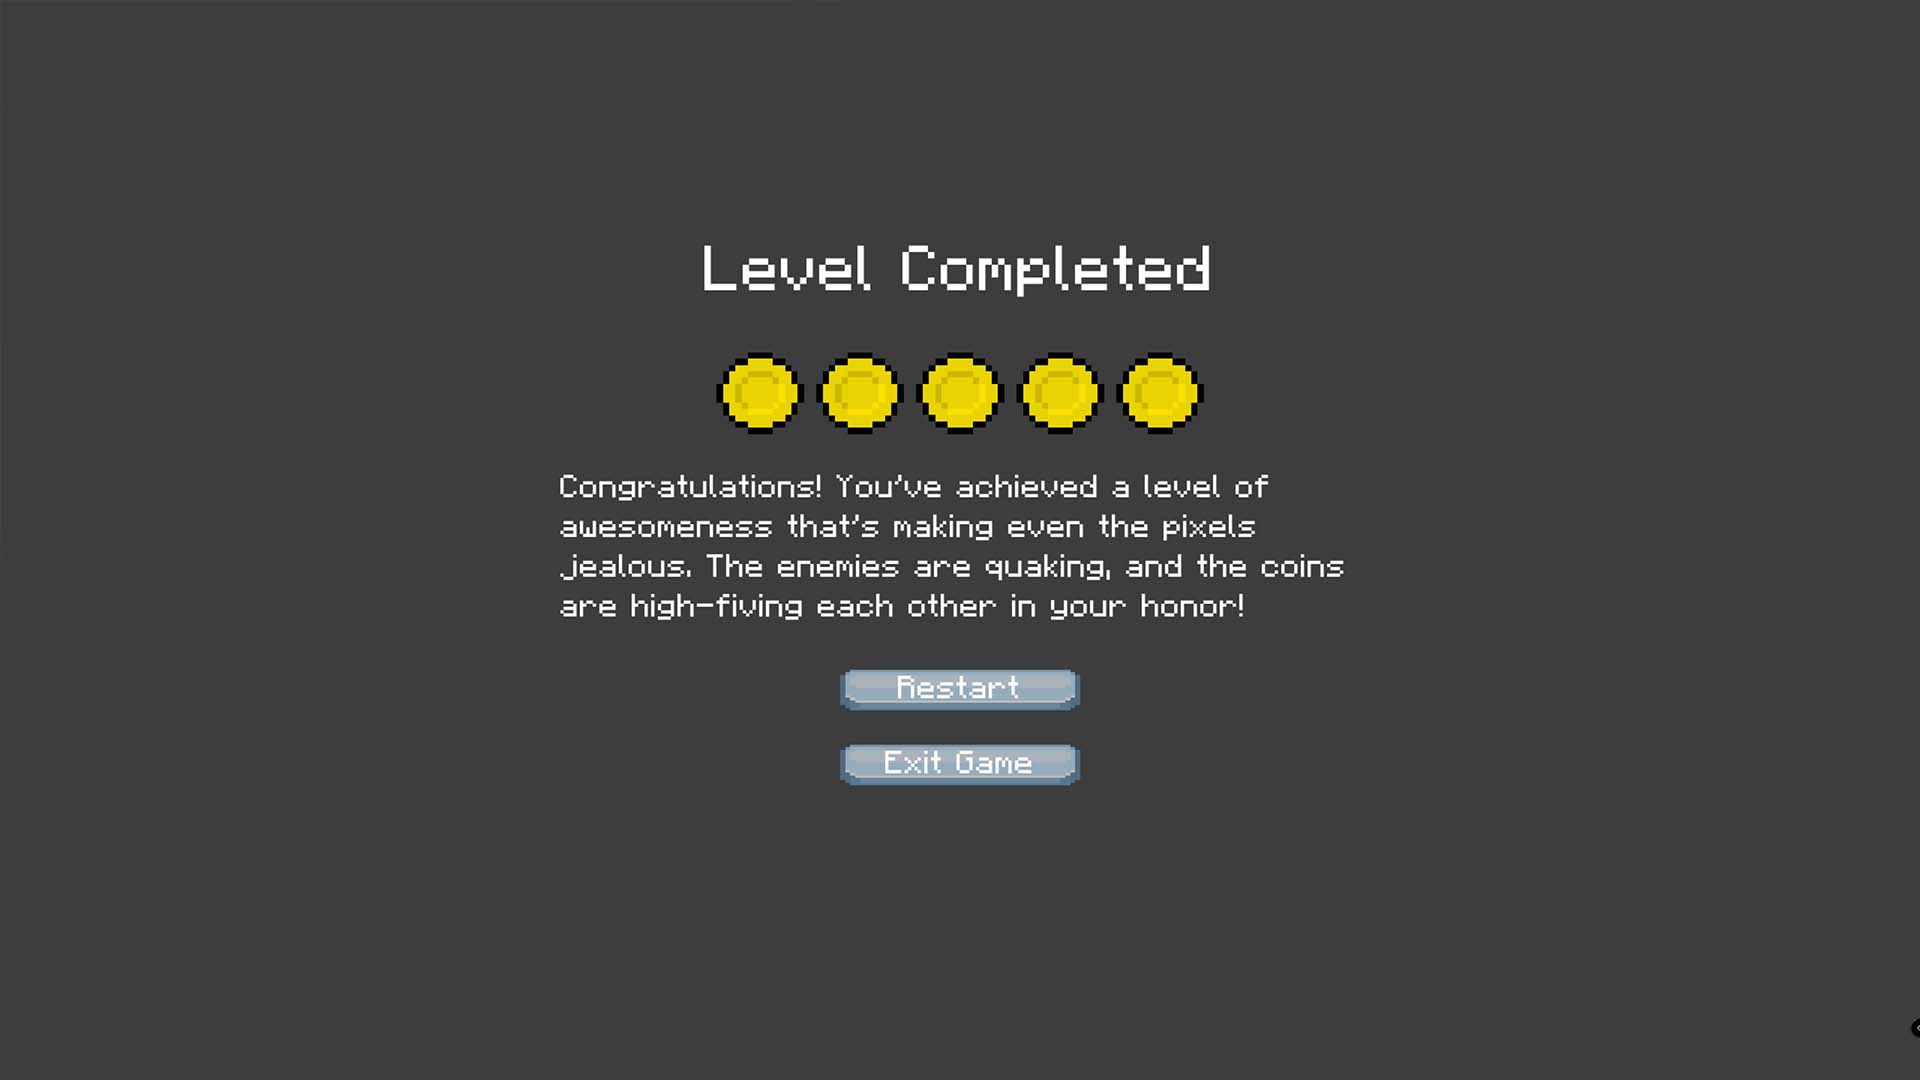 Level Completed
Congratulations! You've achieved a level of
awesomeness that's making even the pixels
jealous. The enemies are quaking, and the coins
are high-fiving each other in your honor!
Restart
Exit Game